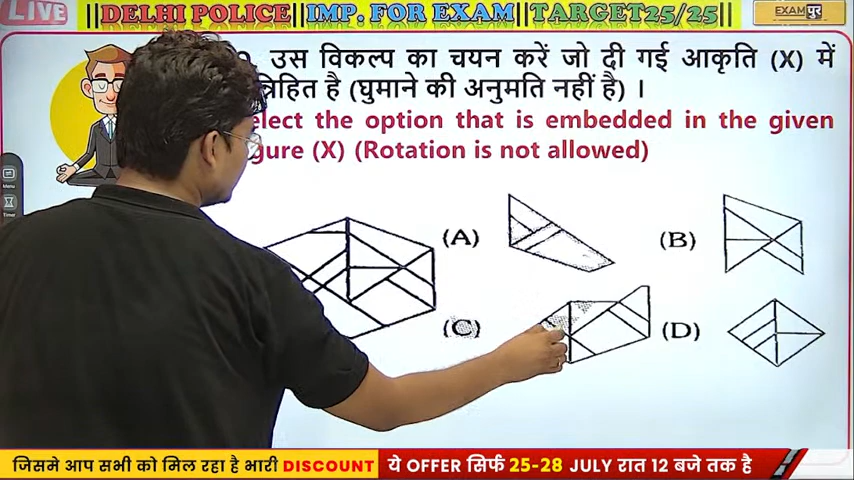 LIVE
||DELHI POLICE||IMP. FOR EXAM||TARGET25/25||
EXAMपुर
उस विकल्प का चयन करें जो दी गई आकृति (X) में
है (घुमाने की अनुमति नहीं है) ।
the option that is embedded in the given
(X) (Rotation is not allowed)
Menu
Timer
(A)
(B)
(C)
(D)
जिसमे आप सभी को मिल रहा है भारी DISCOUNT ये OFFER सिर्फ 25-28 JULY रात 12 बजे तक है